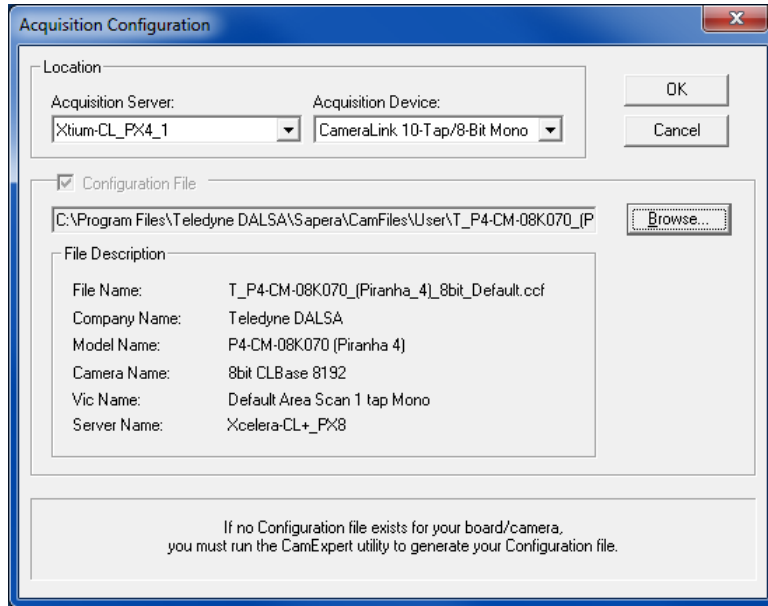 Acquisition Configuration
Location
Acquisition Server:
Acquisition Device:
Xtium-CL_PX4_1
CameraLink 10-Tap/8-Bit Mono
OK
Cancel
Configuration File
C:\Program Files\Teledyne DALSA\Sapera\CamFiles\User\T_P4-CM-08K070_(P
Browse...
File Description
File Name: T_P4-CM-08K070_(Piranha_4)_8bit_Default.ccf
Company Name: Teledyne DALSA
Model Name: P4-CM-08K070 (Piranha 4)
Camera Name: 8bit CLBase 8192
Vic Name: Default Area Scan 1 tap Mono
Server Name: Xcelera-CL+_PX8
If no Configuration file exists for your board/camera,
you must run the CamExpert utility to generate your Configuration file.